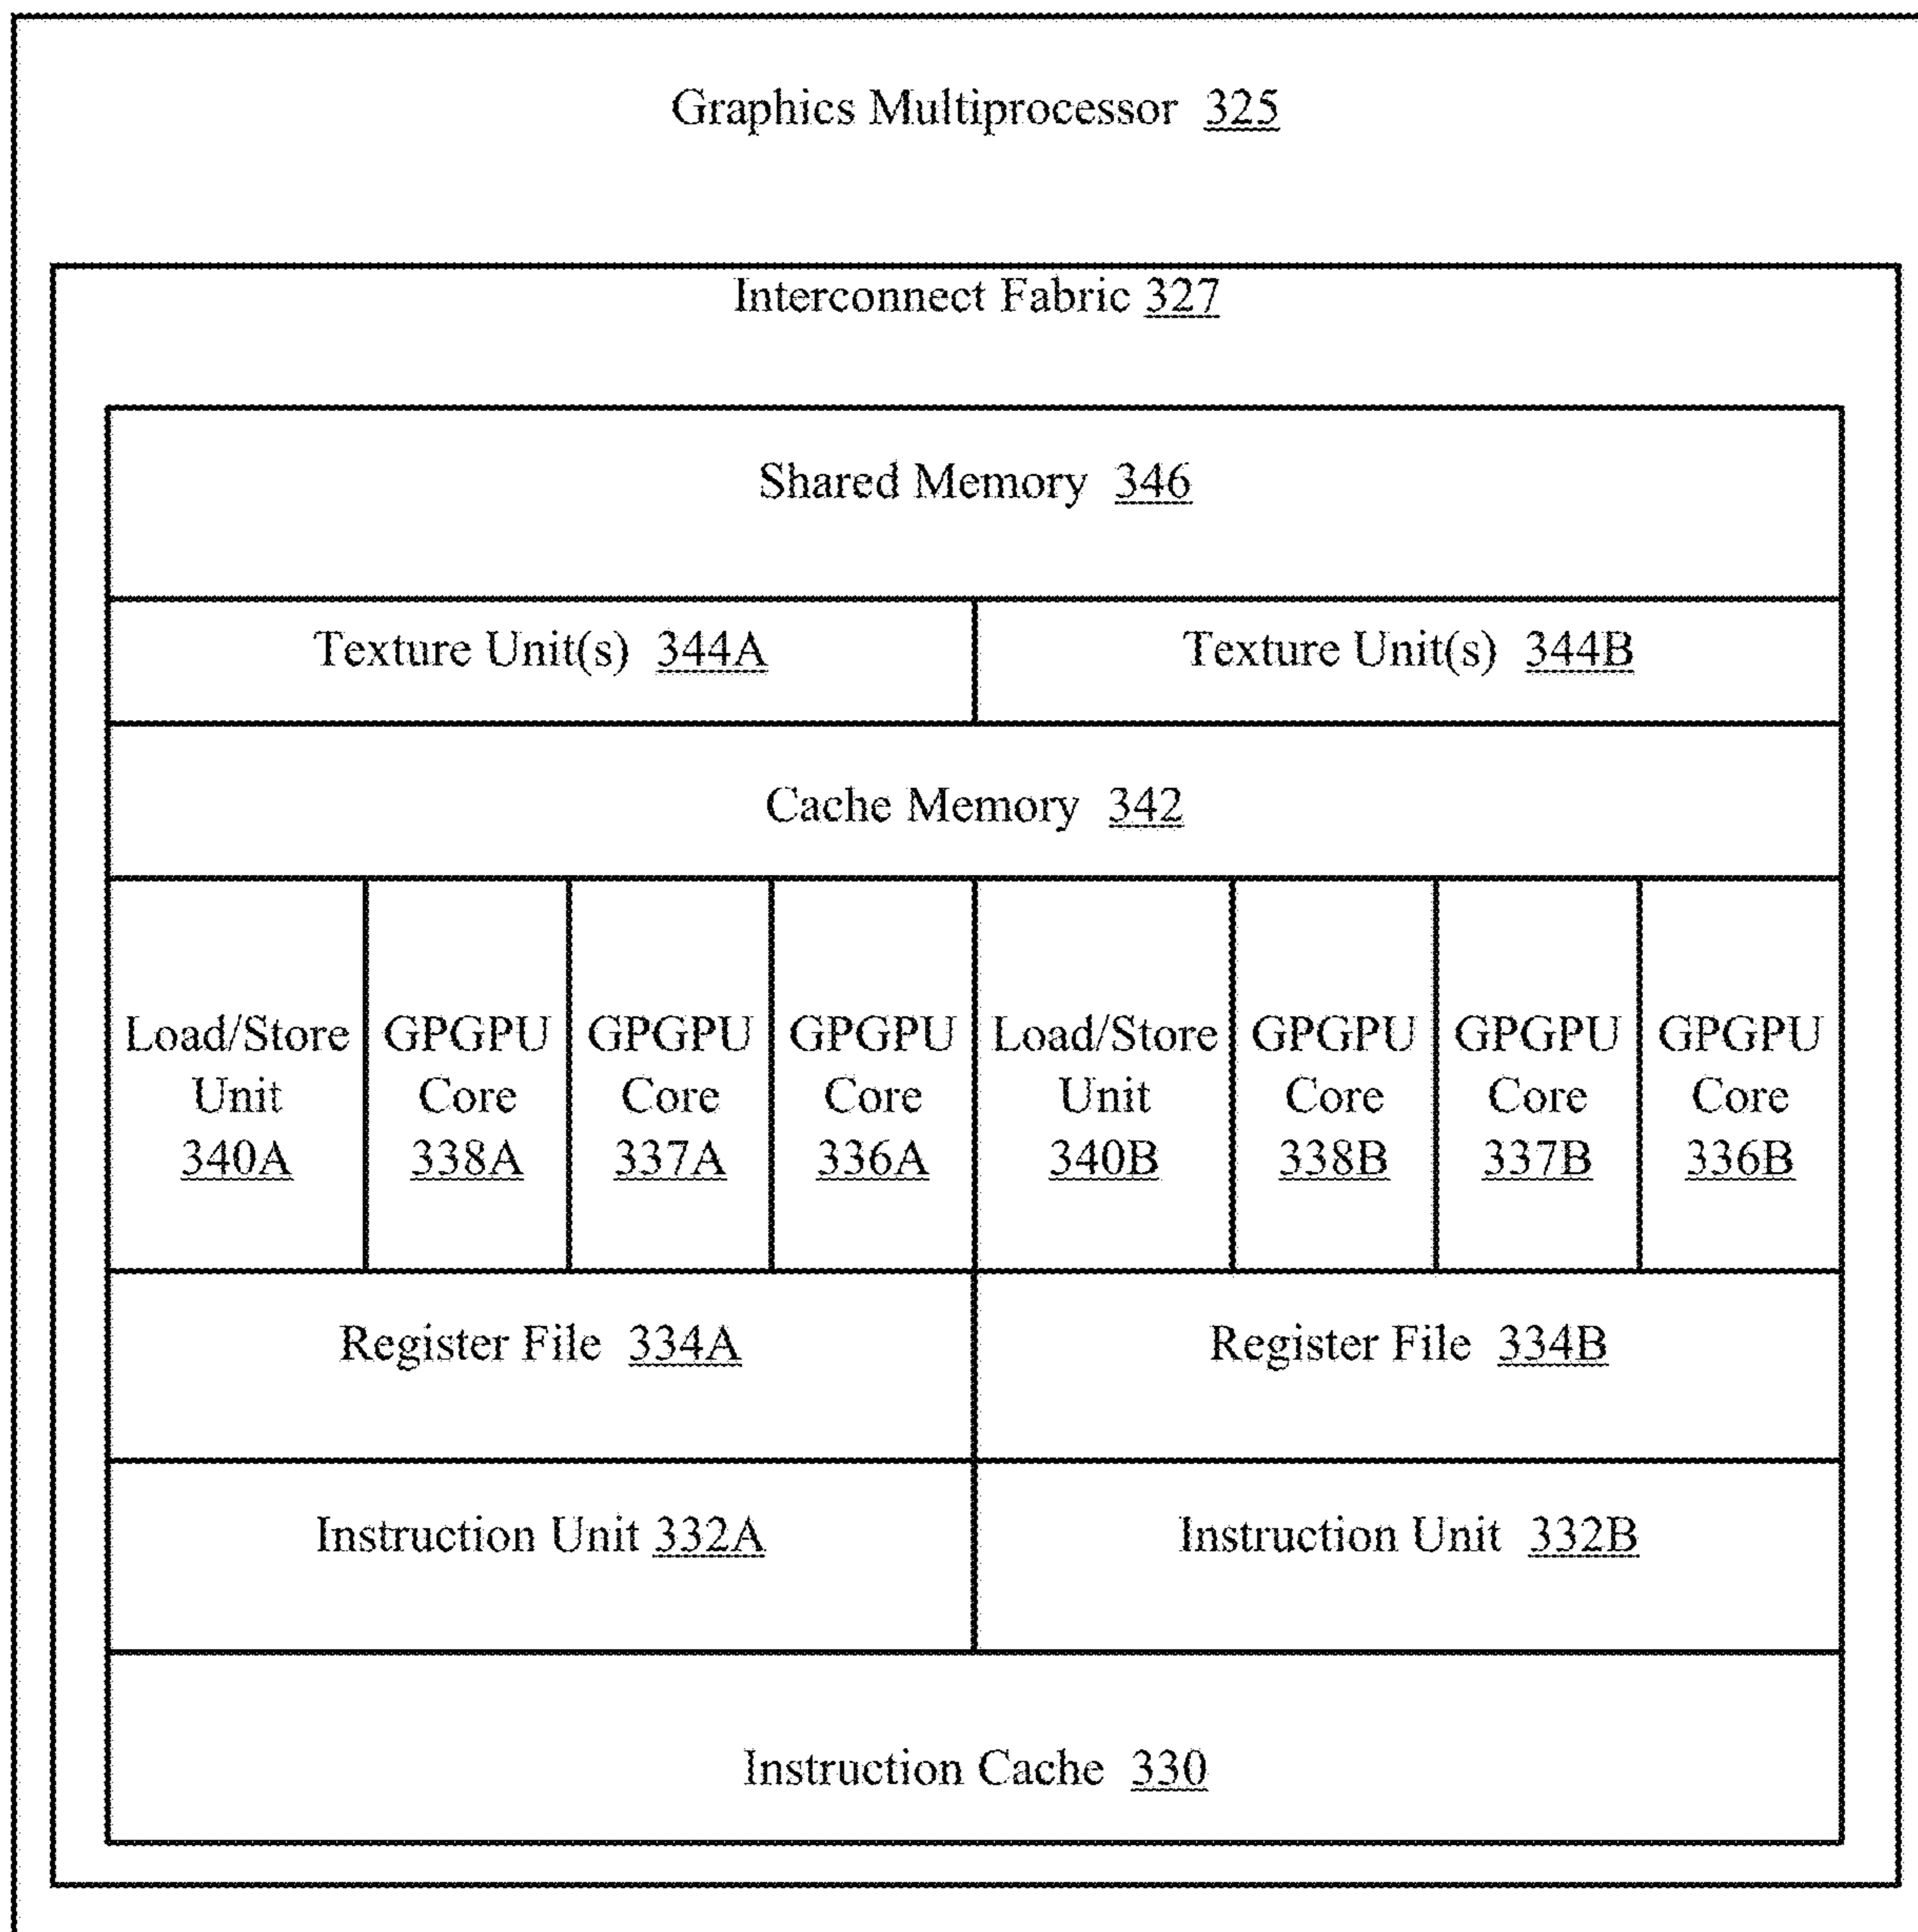 Graphics Multiprocessor 325
Interconnect Fabric 327
Shared Memory 346
Texture Unit(s) 344A
Texture Unit(s) 344B
Cache Memory 342
Load/Store
Unit
340A
GPGPU
Core
338A
GPGPU
Core
337A
GPGPU
Core
336A
Load/Store
Unit
340B
GPGPU
Core
338B
GPGPU
Core
337B
GPGPU
Core
336B
Register File 334A
Register File 334B
Instruction Unit 332A
Instruction Unit 332B
Instruction Cache 330